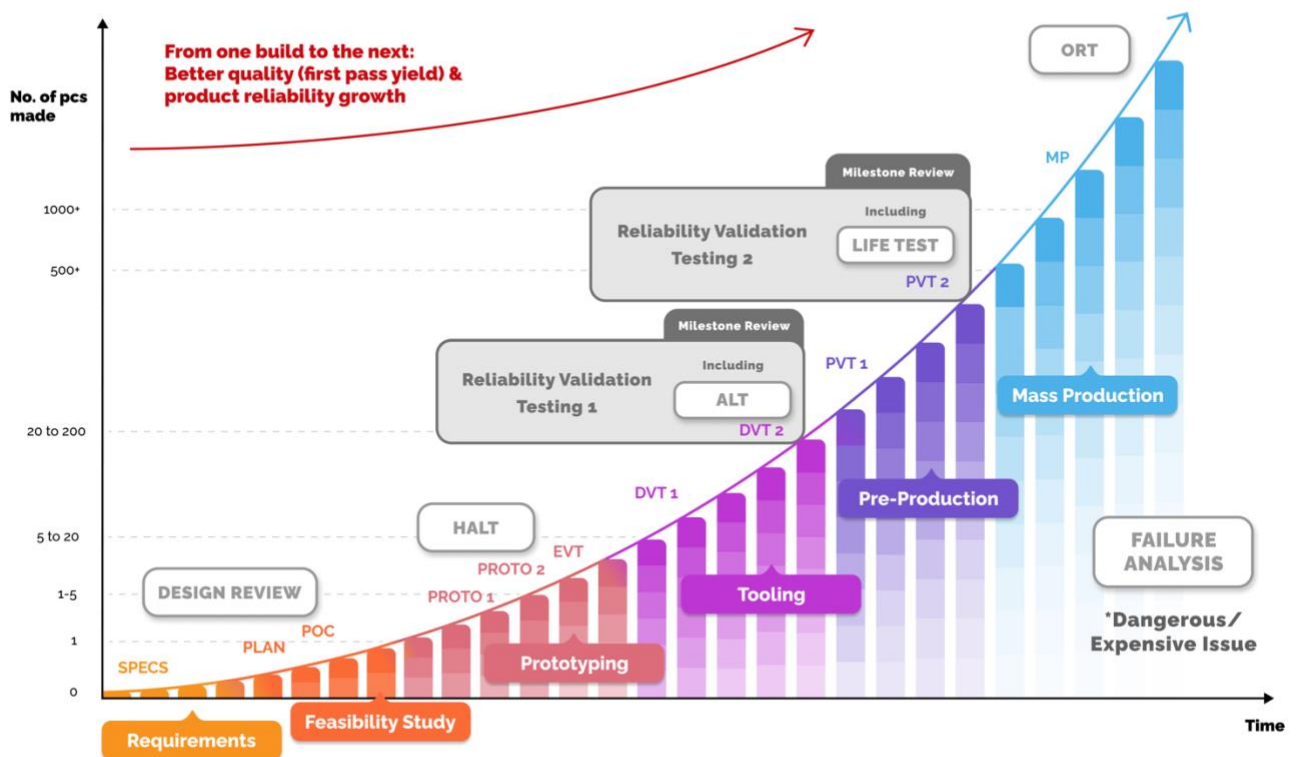 From one build to the next:
Better quality (first pass yield) &
product reliability growth
No. of pcs
made
1000+
500+
20 to 200
5 to 20
1-5
1
0
ORT
MP
Milestone Review
Reliability Validation
Testing 2
Including
LIFE TEST
PVT 2
Milestone Review
Reliability Validation
Testing 1
Including
ALT
DVT 2
PVT 1
Mass Production
DVT 1
Pre-Production
HALT
EVT
PROTO 2
PROTO 1
Tooling
FAILURE
ANALYSIS
*Dangerous/
Expensive Issue
DESIGN REVIEW
POC
PLAN
SPECS
Prototyping
Feasibility Study
Requirements
Time